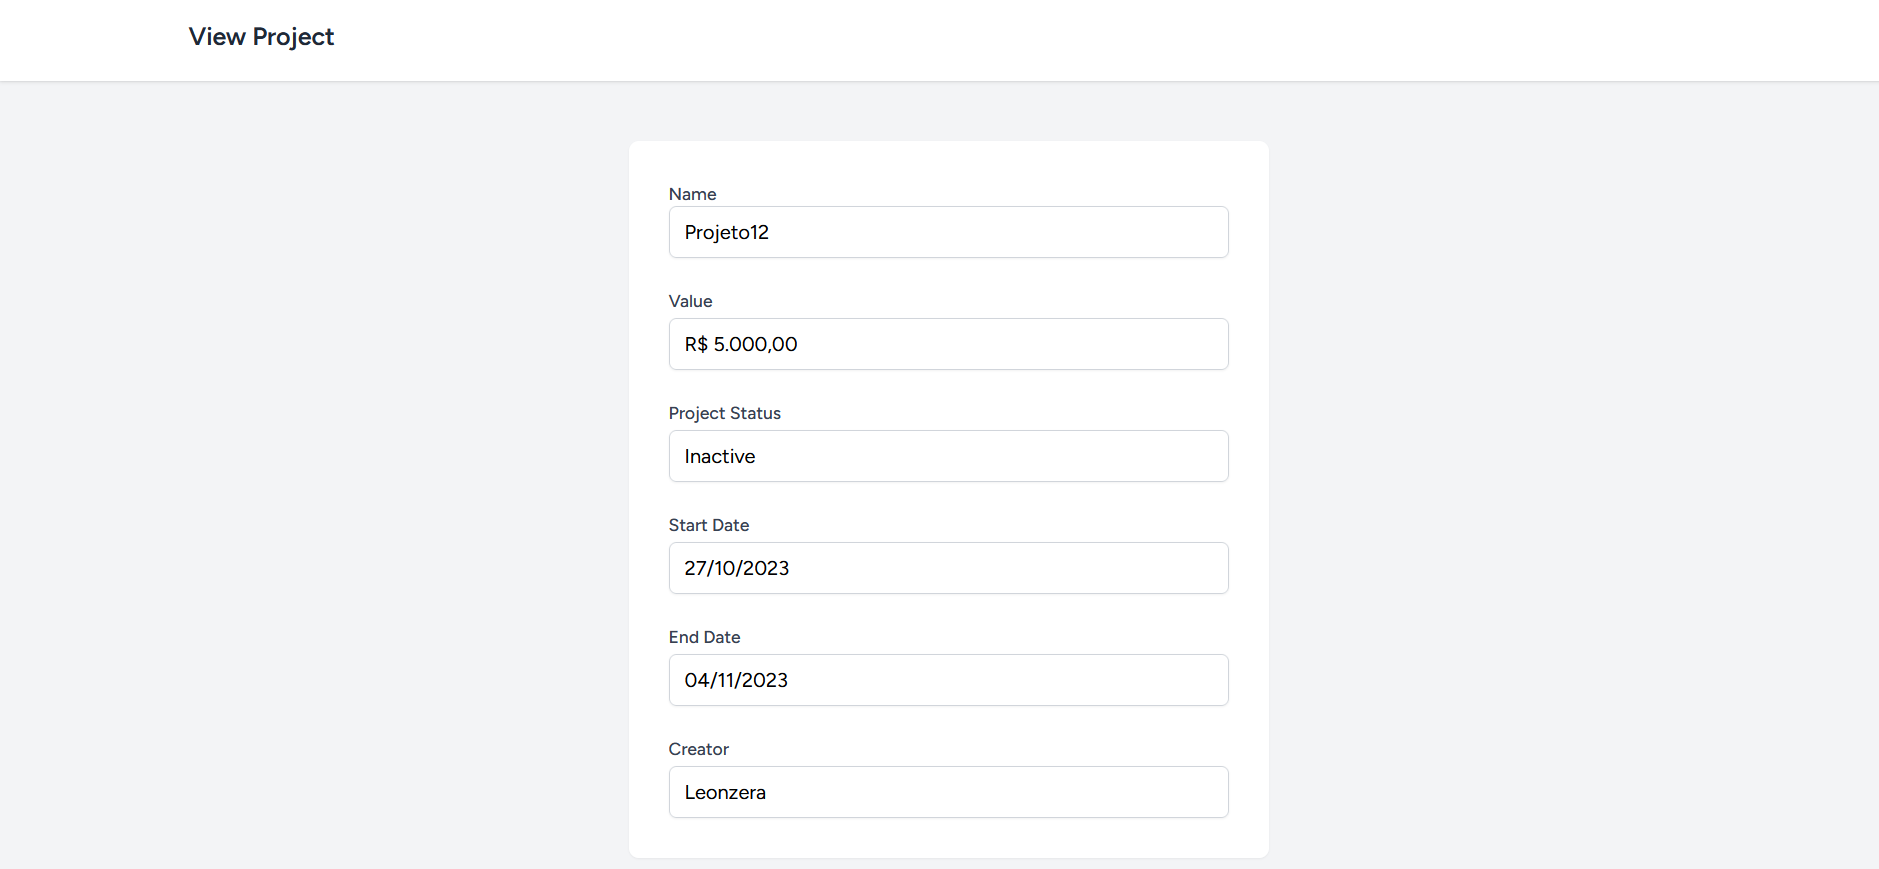 View Project
Name
Projeto12
Value
R$ 5.000,00
Project Status
Inactive
Start Date
27/10/2023
End Date
04/11/2023
Creator
Leonzera